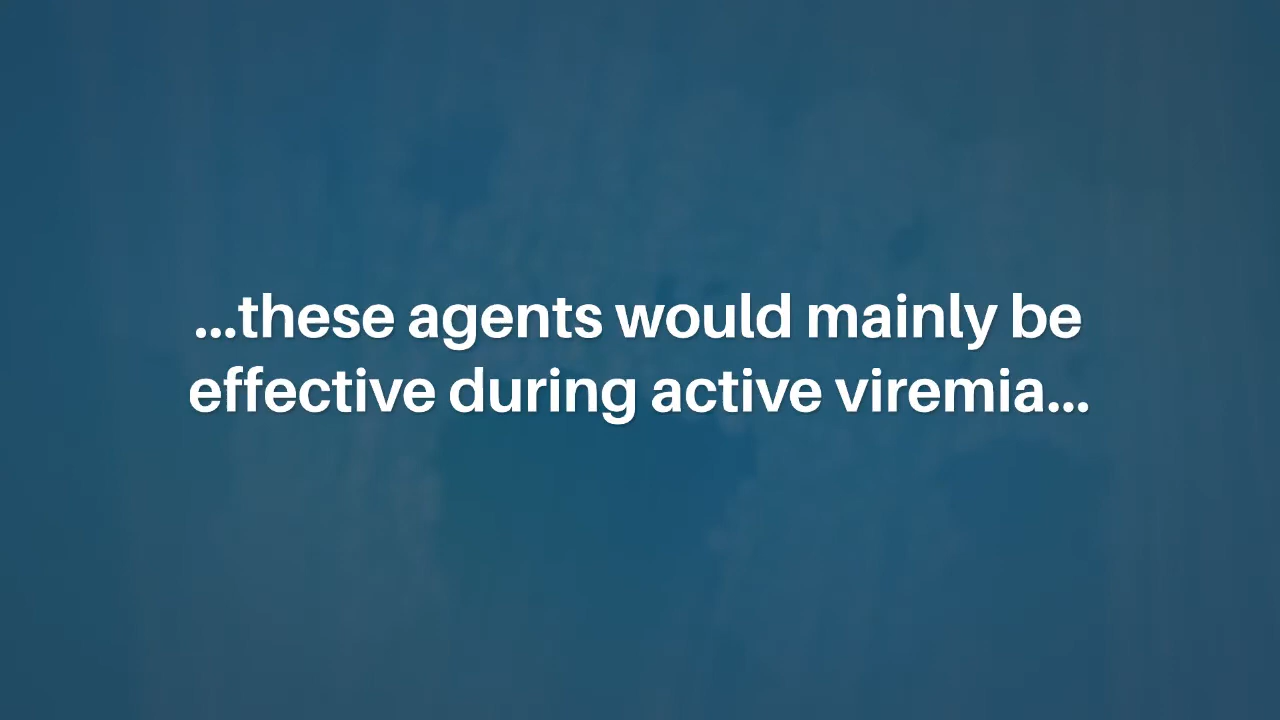 ...these agents would mainly be
effective during active viremia...